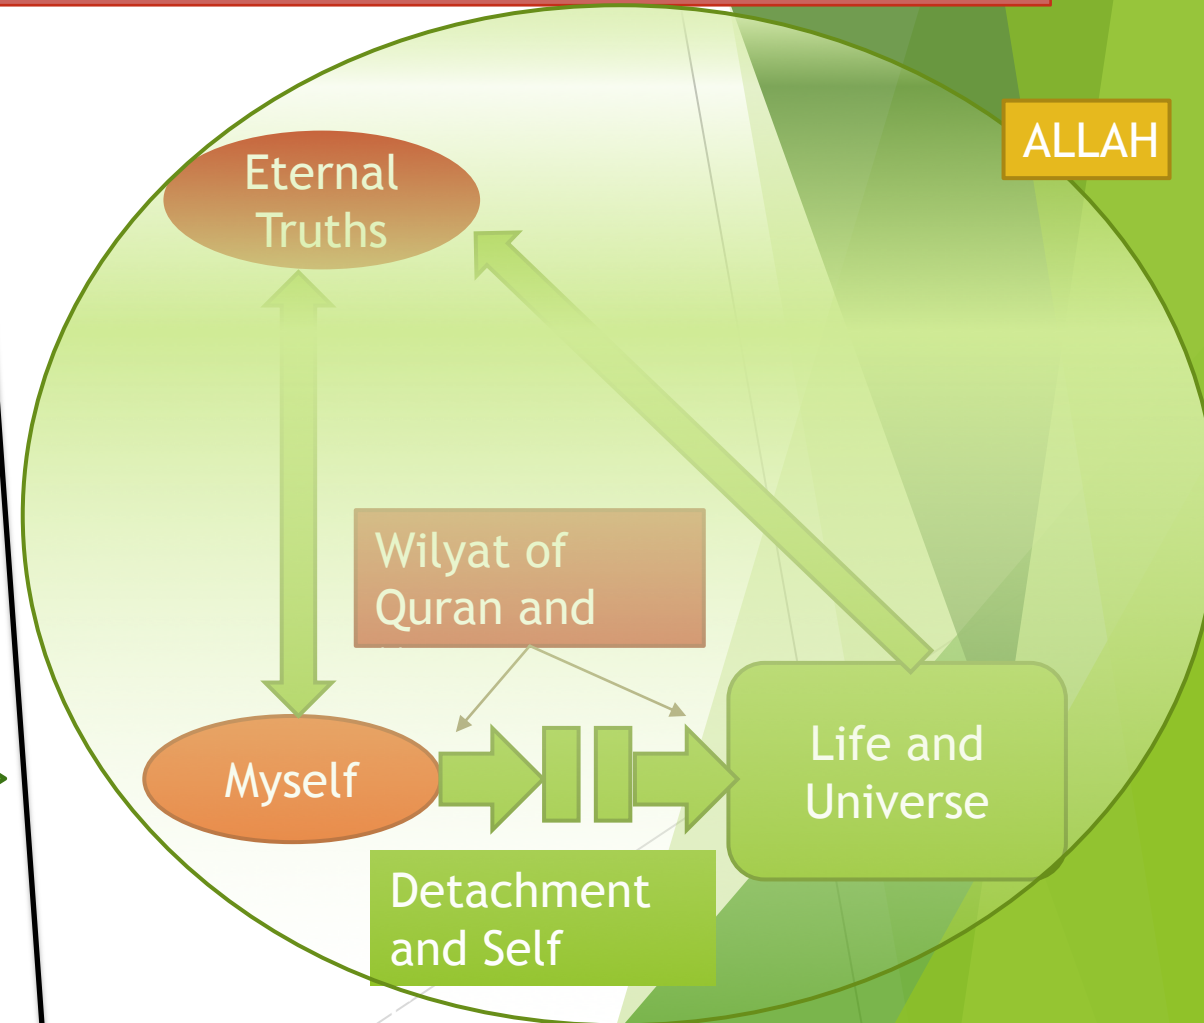 ALLAH
Eternal
Truths
Wilyat of
Quran and
Myself
Life and
Universe
Detachment
and Self